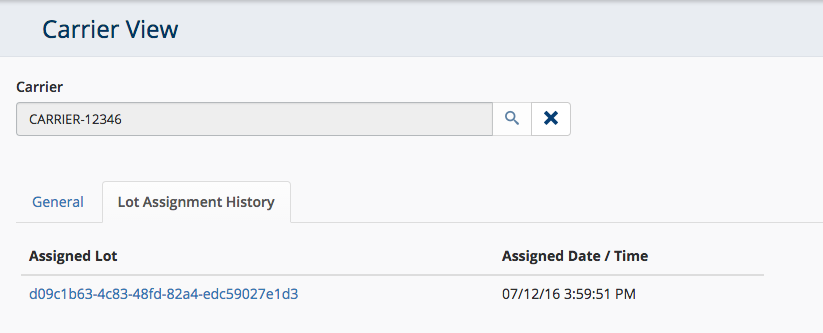 Carrier View
Carrier
CARRIER-12346
General Lot Assignment History
Assigned Lot Assigned Date / Time
d09c1b63-4c83-48fd-82a4-edc59027e1d3 07/12/16 3:59:51 PM